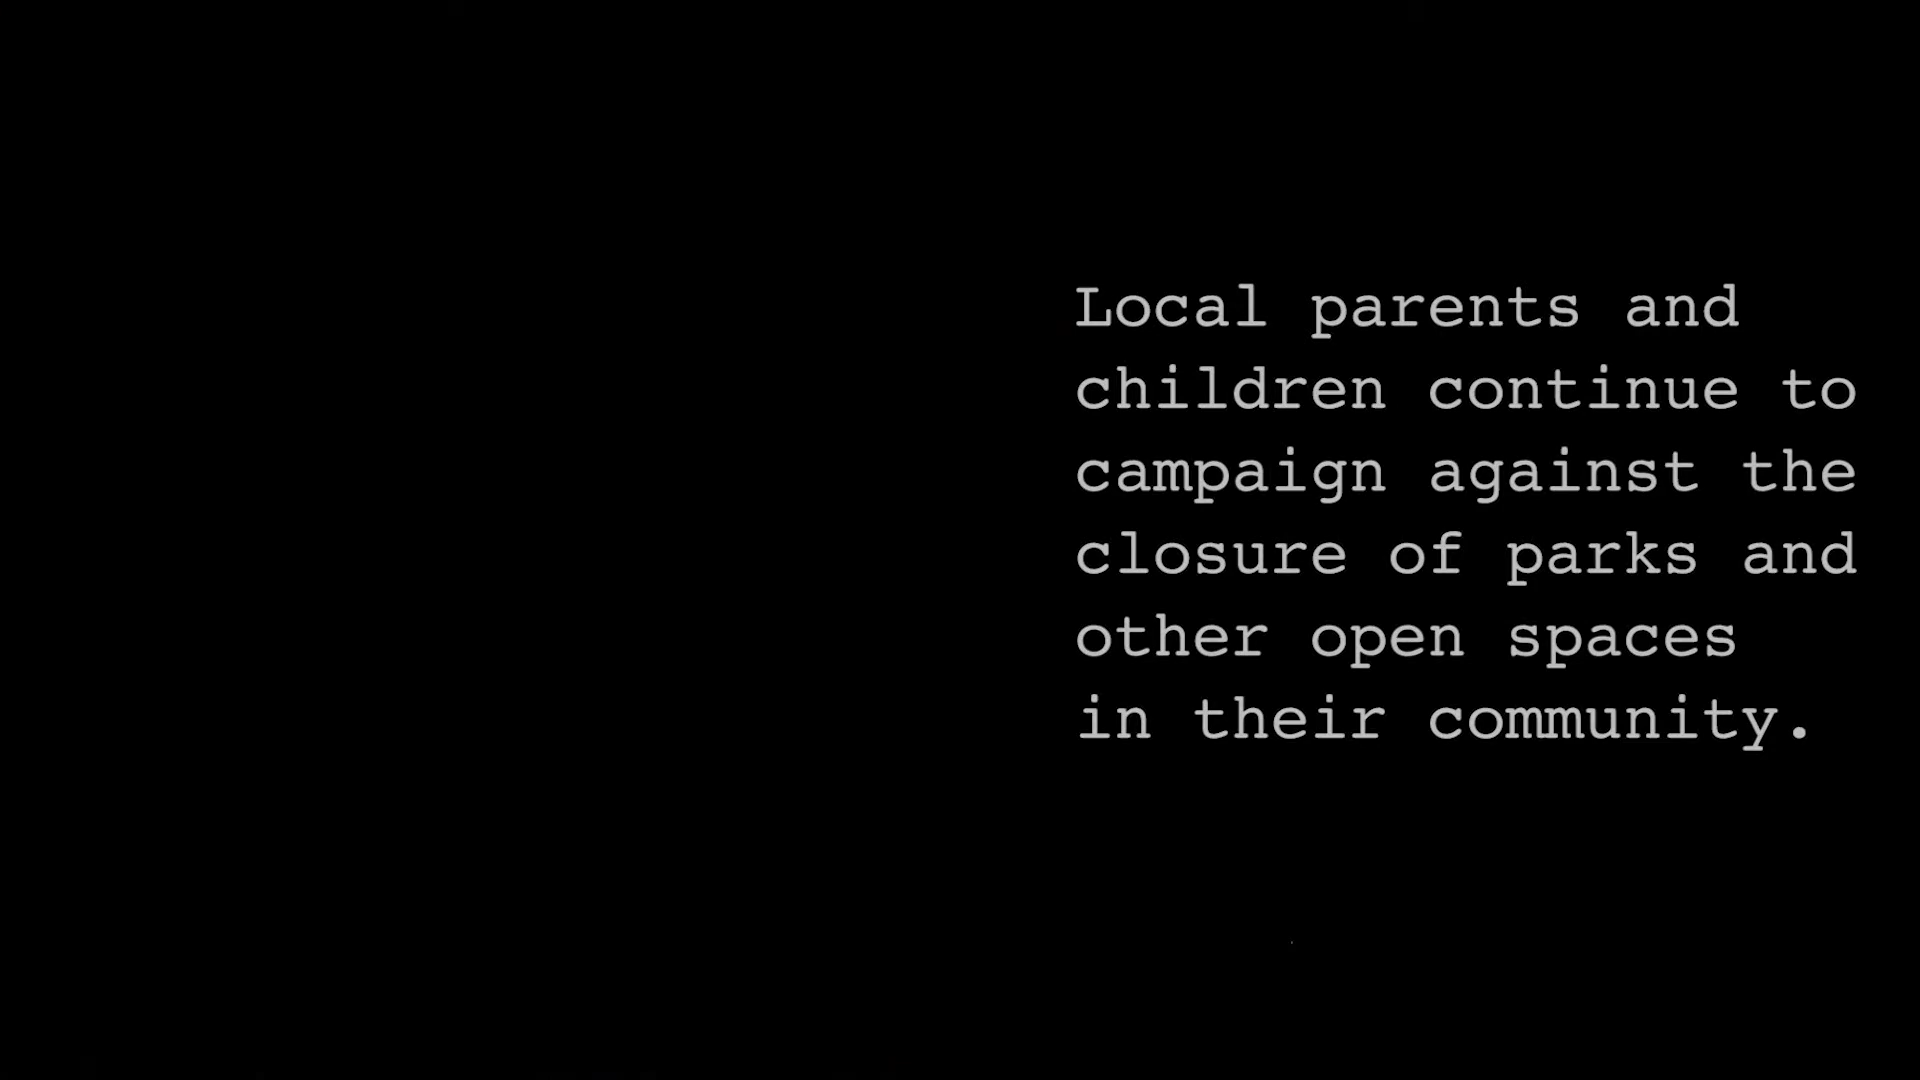 Local parents and
children continue to
campaign against the
closure of parks and
other open spaces
in their community.